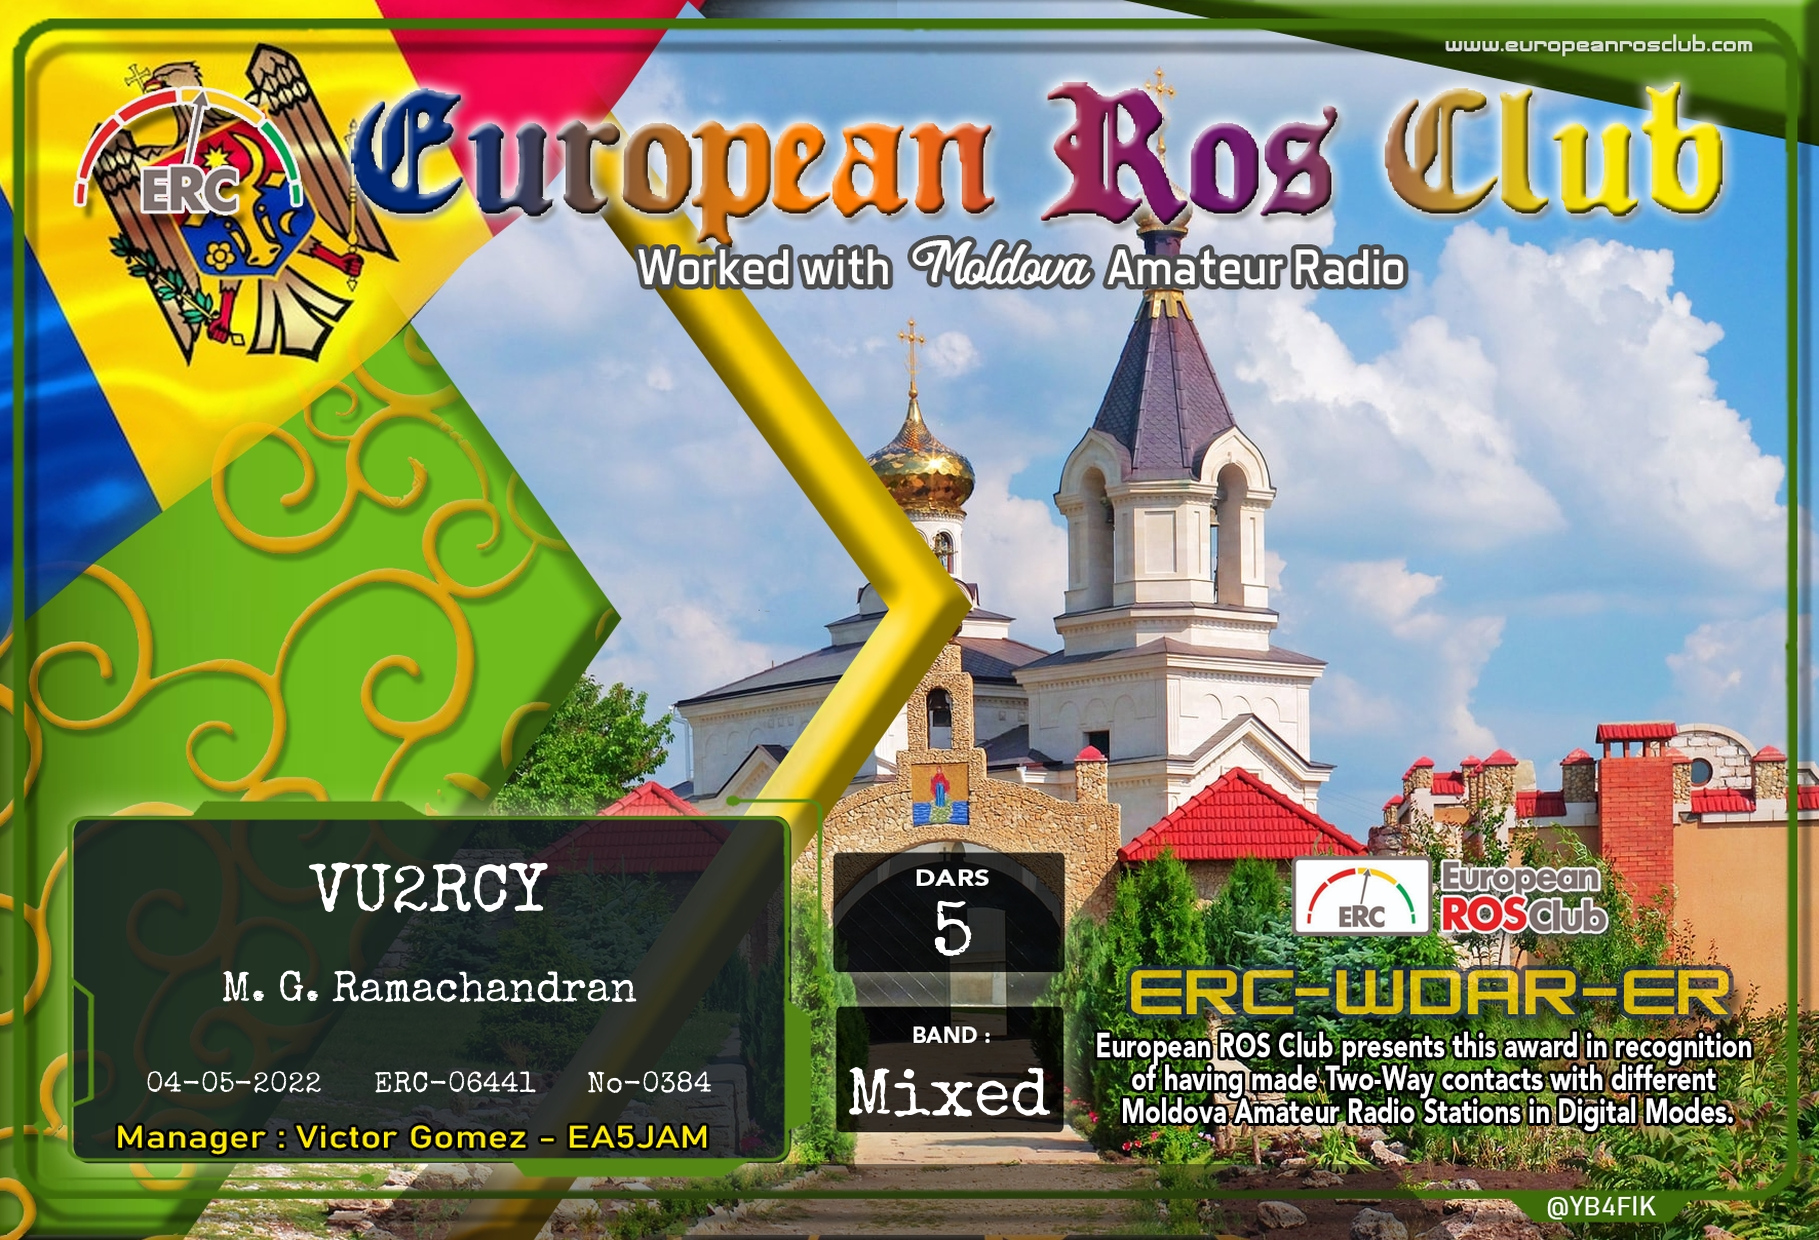 www.europeanrosclub.com
ERC
European Ros Club
Worked with Moldova Amateur Radio
VU2RCY
M. G. Ramachandran
04-05-2022 ERC-06441 No-0384
Manager : Victor Gomez - EA5JAM
DARS
5
BAND :
Mixed
ERC
European
ROSClub
ERC-WDAR-ER
European ROS Club presents this award in recognition
of having made Two-Way contacts with different
Moldova Amateur Radio Stations in Digital Modes.
@YB4FIK